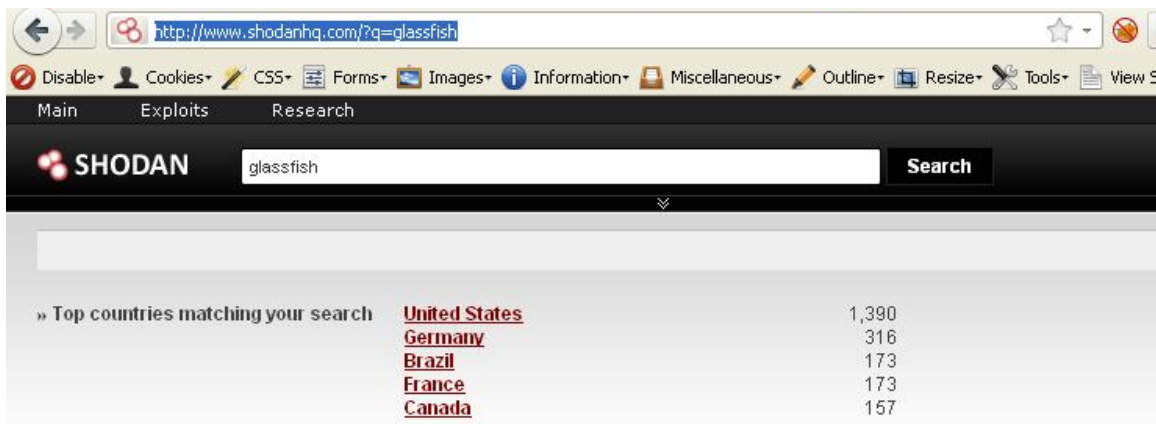 http://www.shodanhq.com/?q=glassfish
Disable Cookies CSS Forms Images Information Miscellaneous Outline Resize Tools View S
Main Exploits Research
SHODAN glassfish Search
» Top countries matching your search United States 1,390
Germany 316
Brazil 173
France 173
Canada 157